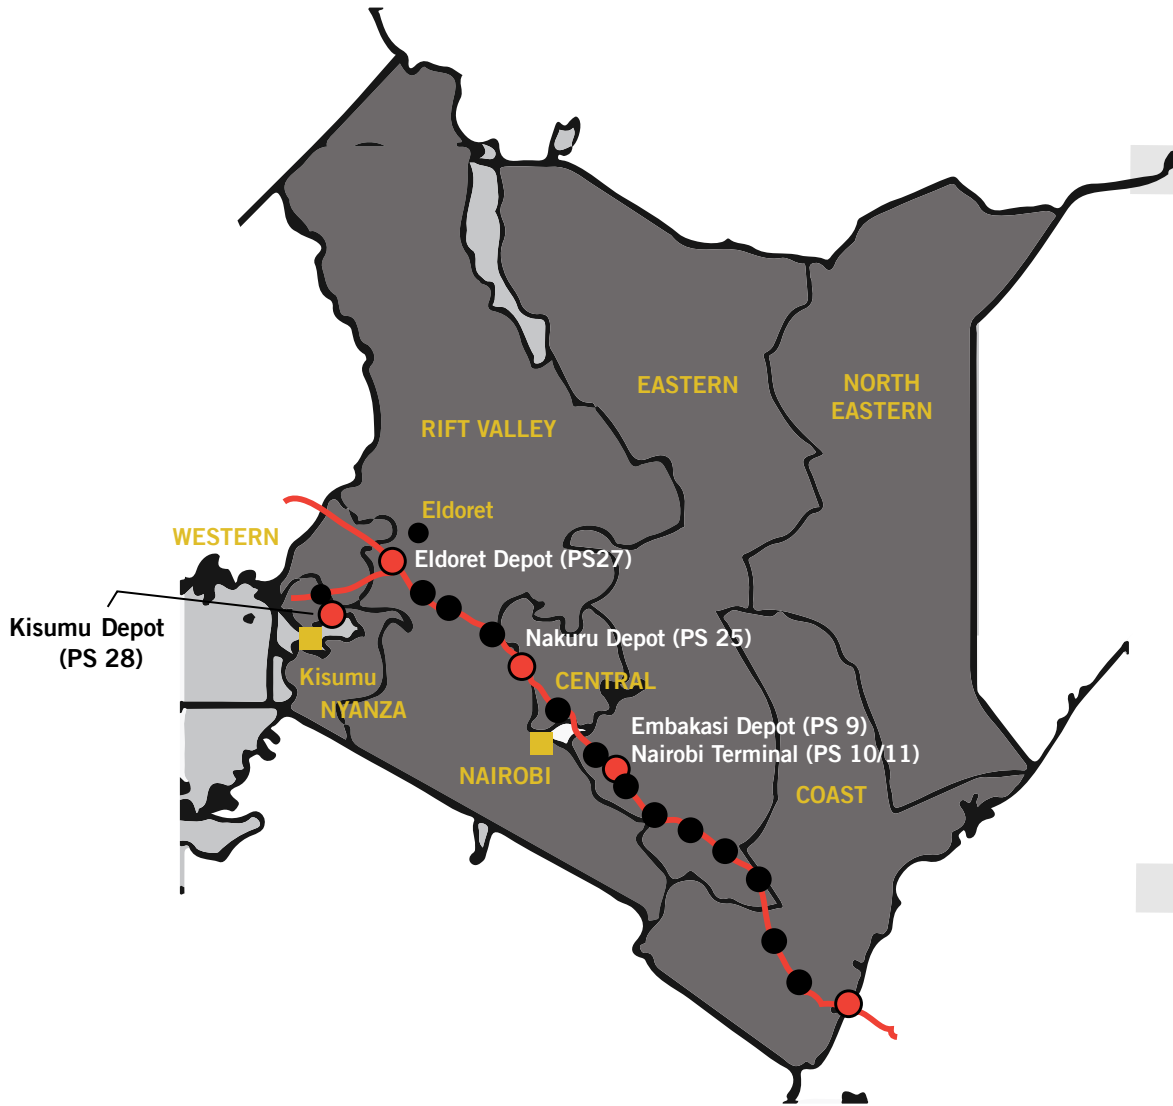 EASTERN
NORTH
EASTERN
RIFT VALLEY
Eldoret
WESTERN
Eldoret Depot (PS27)
Kisumu Depot
(PS 28)
Nakuru Depot (PS 25)
Kisumu
CENTRAL
NYANZA
Embakasi Depot (PS 9)
Nairobi Terminal (PS 10/11)
NAIROBI
COAST